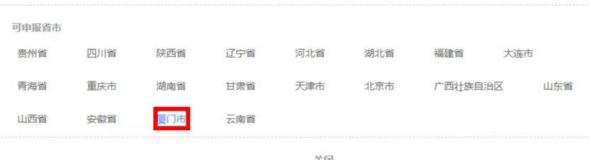 可申报省市
贵州省 四川省 陕西省 辽宁省 河北省 湖北省 福建省 大连市
青海省 重庆市 湖南省 甘肃省 天津市 北京市 广西壮族自治区 山东省
山西省 安徽省 厦门市 云南省